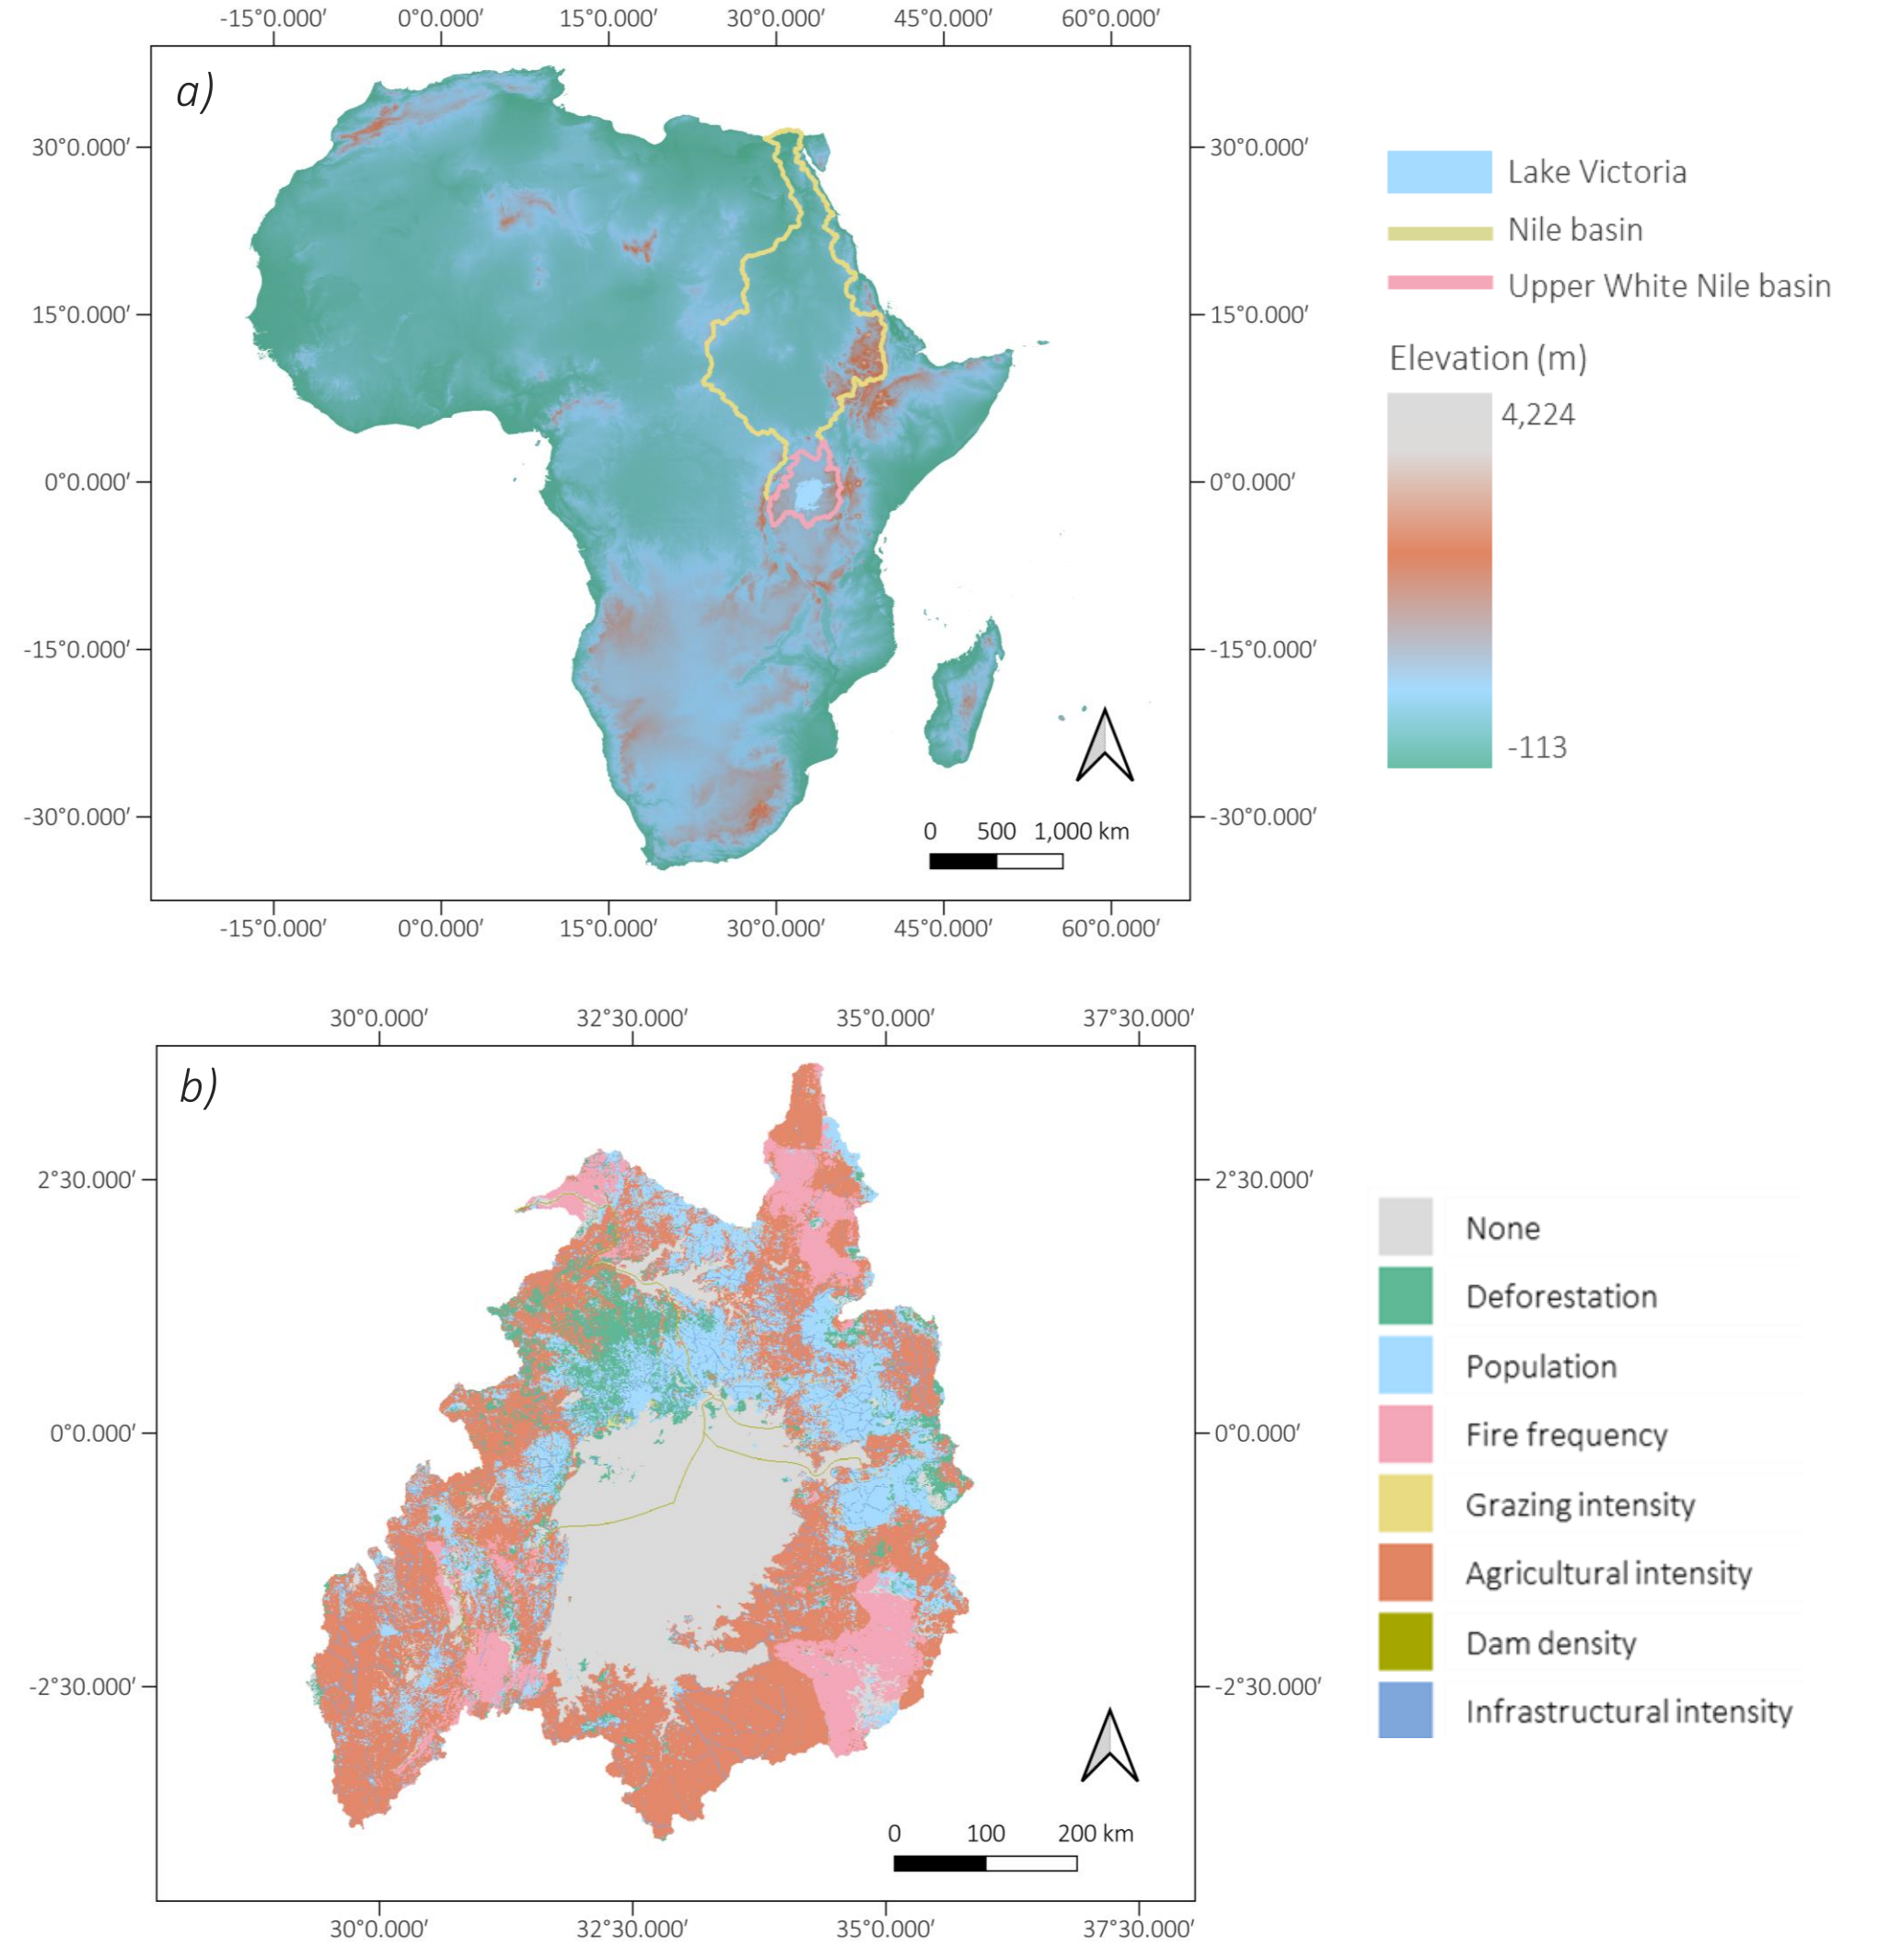 -15°0.000′ 0°0.000′ 15°0.000′ 30°0.000′ 45°0.000′ 60°0.000′
a)
30°0.000′ 30°0.000′
15°0.000′ 15°0.000′
0°0.000′ 0°0.000′
-15°0.000′ -15°0.000′
-30°0.000′ -30°0.000′
0 500 1,000 km
-15°0.000′ 0°0.000′ 15°0.000′ 30°0.000′ 45°0.000′ 60°0.000′
Lake Victoria
Nile basin
Upper White Nile basin
Elevation (m)
4,224
-113
30°0.000′ 32°30.000′ 35°0.000′ 37°30.000′
b)
2°30.000′ 2°30.000′
0°0.000′ 0°0.000′
-2°30.000′ -2°30.000′
0 100 200 km
30°0.000′ 32°30.000′ 35°0.000′ 37°30.000′
None
Deforestation
Population
Fire frequency
Grazing intensity
Agricultural intensity
Dam density
Infrastructural intensity